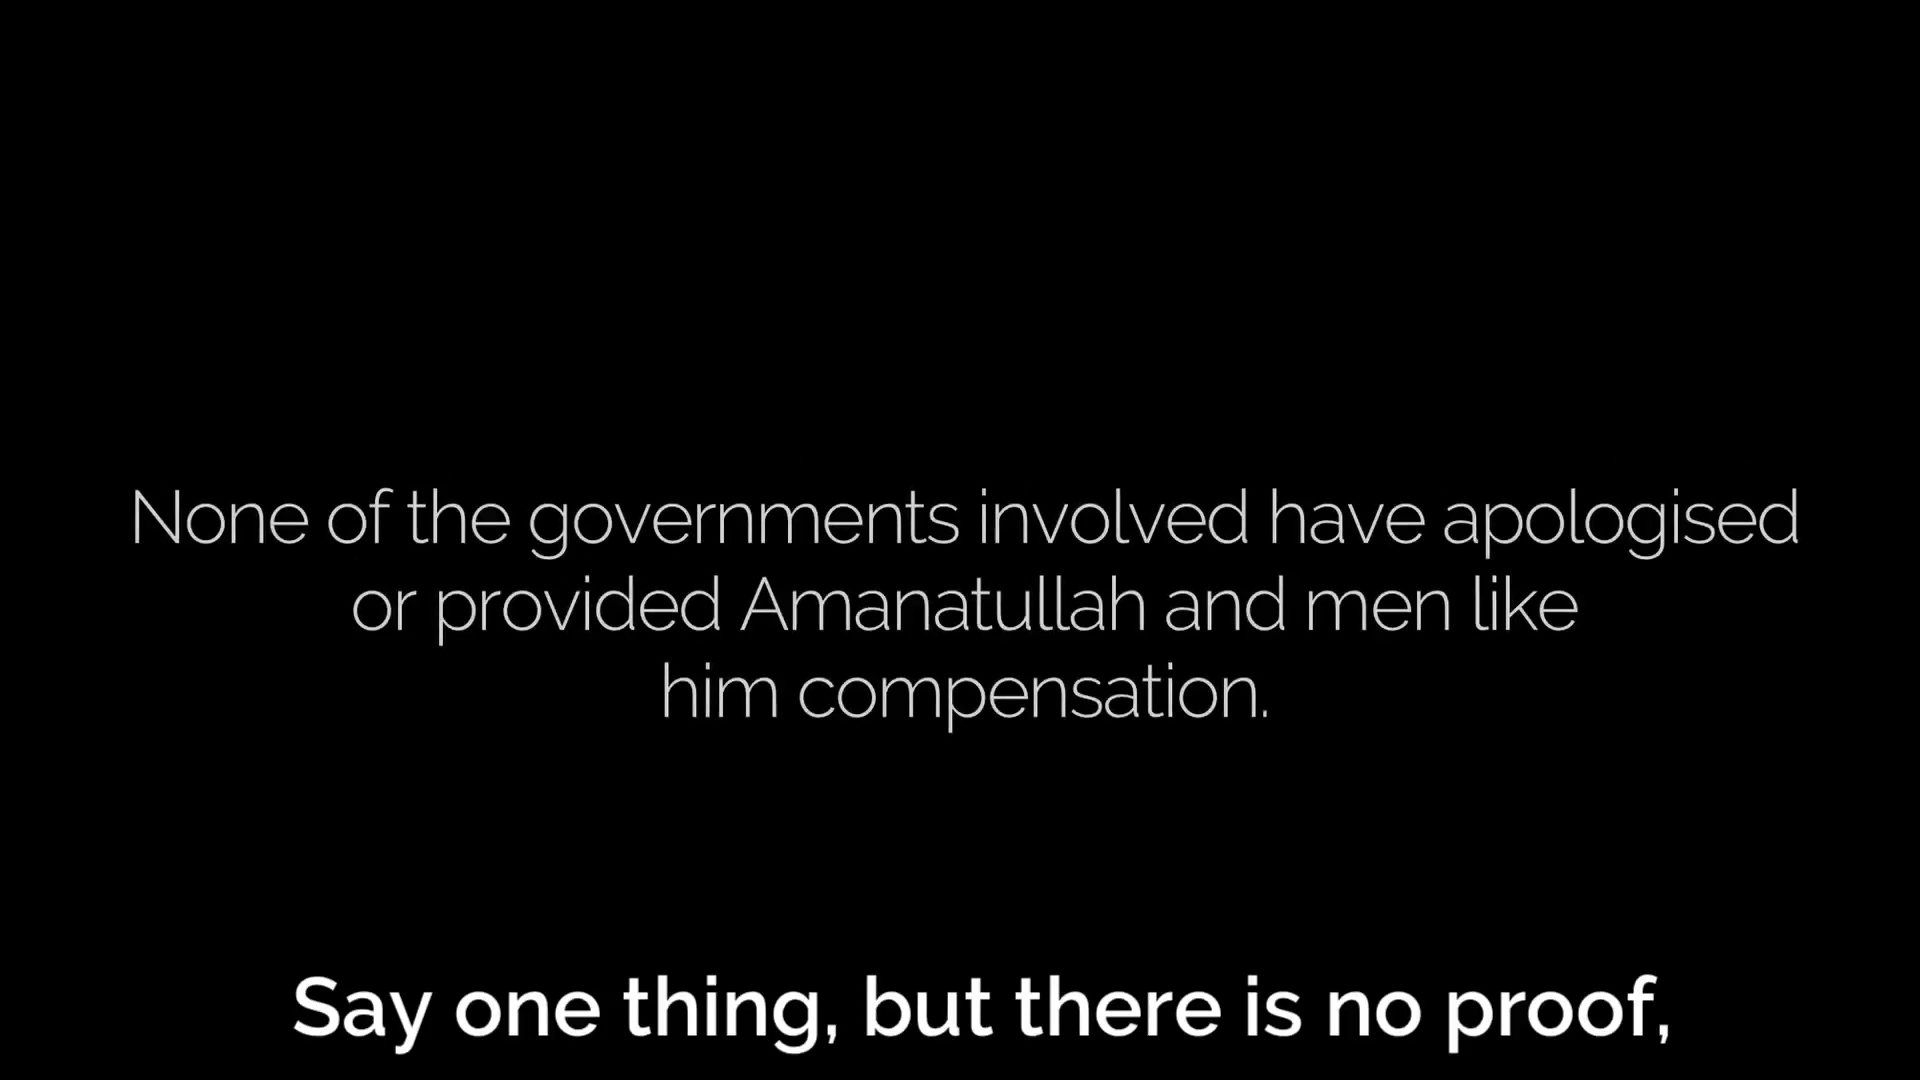 None of the governments involved have apologised
or provided Amanatullah and men like
him compensation.
Say one thing, but there is no proof,